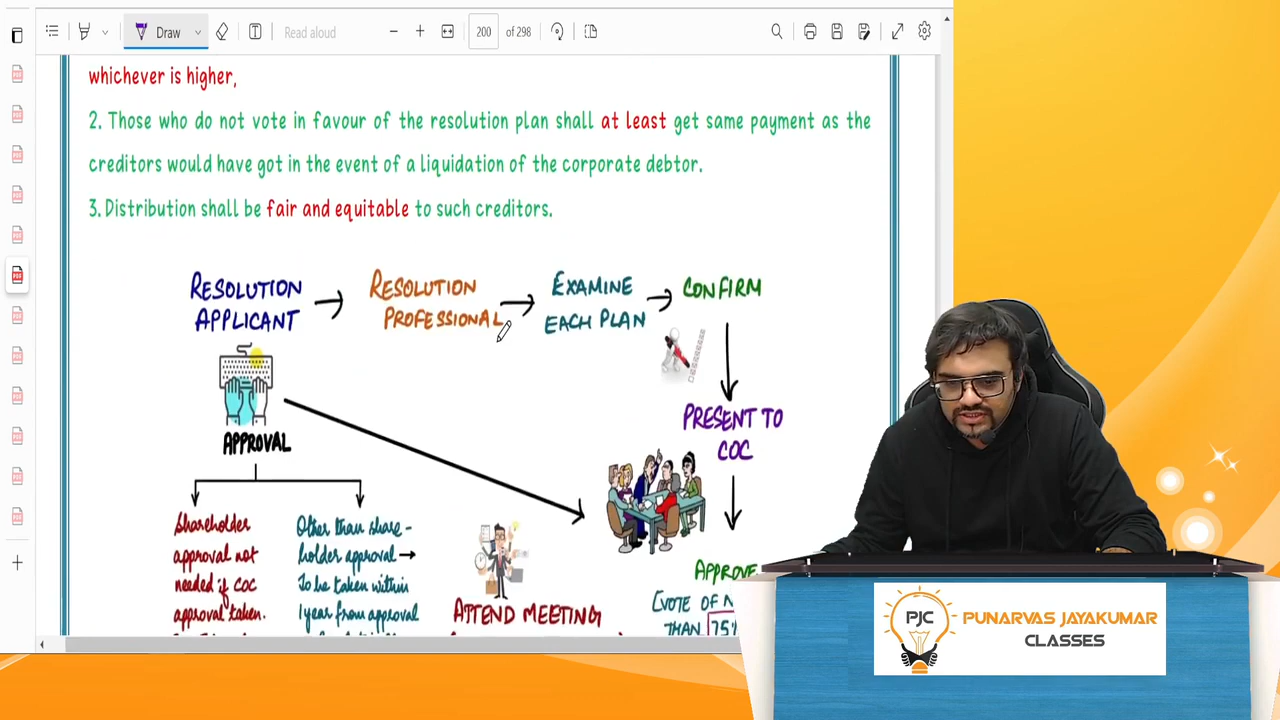 Draw
Read aloud
200
of 298
whichever is higher,
2. Those who do not vote in favour of the resolution plan shall at least get same payment as the
creditors would have got in the event of a liquidation of the corporate debtor.
3. Distribution shall be fair and equitable to such creditors.
RESOLUTION
APPLICANT
RESOLUTION
PROFESSIONAL
EXAMINE
EACH PLAN
CONFIRM
PRESENT TO
COC
APPROVAL
Shareholder
approval not
needed if COC
approval taken.
Other than share-
holder approval
To be taken within
1 year from approval
ATTEND MEETING
APPROVE
[VOTE OF N
THAN 75%
PJC
PUNARVAS JAYAKUMAR
CLASSES